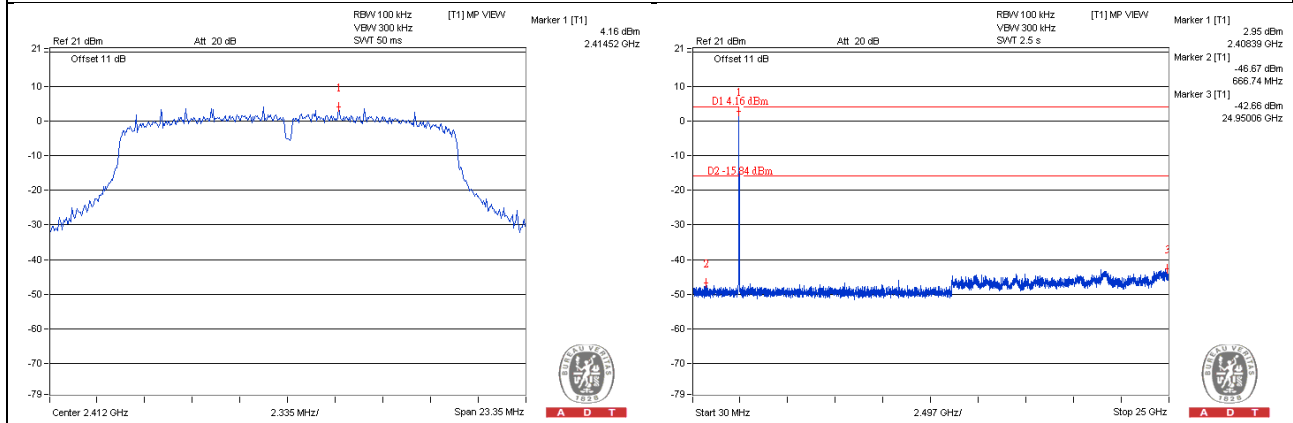 RBW 100 kHz [T1] MP VIEW
VBW 300 kHz
Ref 21 dBm Att 20 dB SWT 50 ms
Marker 1 [T1]
4.16 dBm
2.41452 GHz
21
Offset 11 dB
10
1
0
-10
-20
-30
-40
-50
-60
-70
-79
Center 2.412 GHz 2.335 MHz/ Span 23.35 MHz
BUREAU VERITAS
1828
A D T
RBW 100 kHz [T1] MP VIEW
VBW 300 kHz
Ref 21 dBm Att 20 dB SWT 2.5 s
Marker 1 [T1]
2.95 dBm
2.40839 GHz
Marker 2 [T1]
-46.67 dBm
666.74 MHz
Marker 3 [T1]
-42.66 dBm
24.95006 GHz
21
Offset 11 dB
10
1
D1 4.16 dBm
0
-10
D2 -15.84 dBm
-20
-30
-40
2
3
-50
-60
-70
-79
Start 30 MHz 2.497 GHz/ Stop 25 GHz
BUREAU VERITAS
1828
A D T